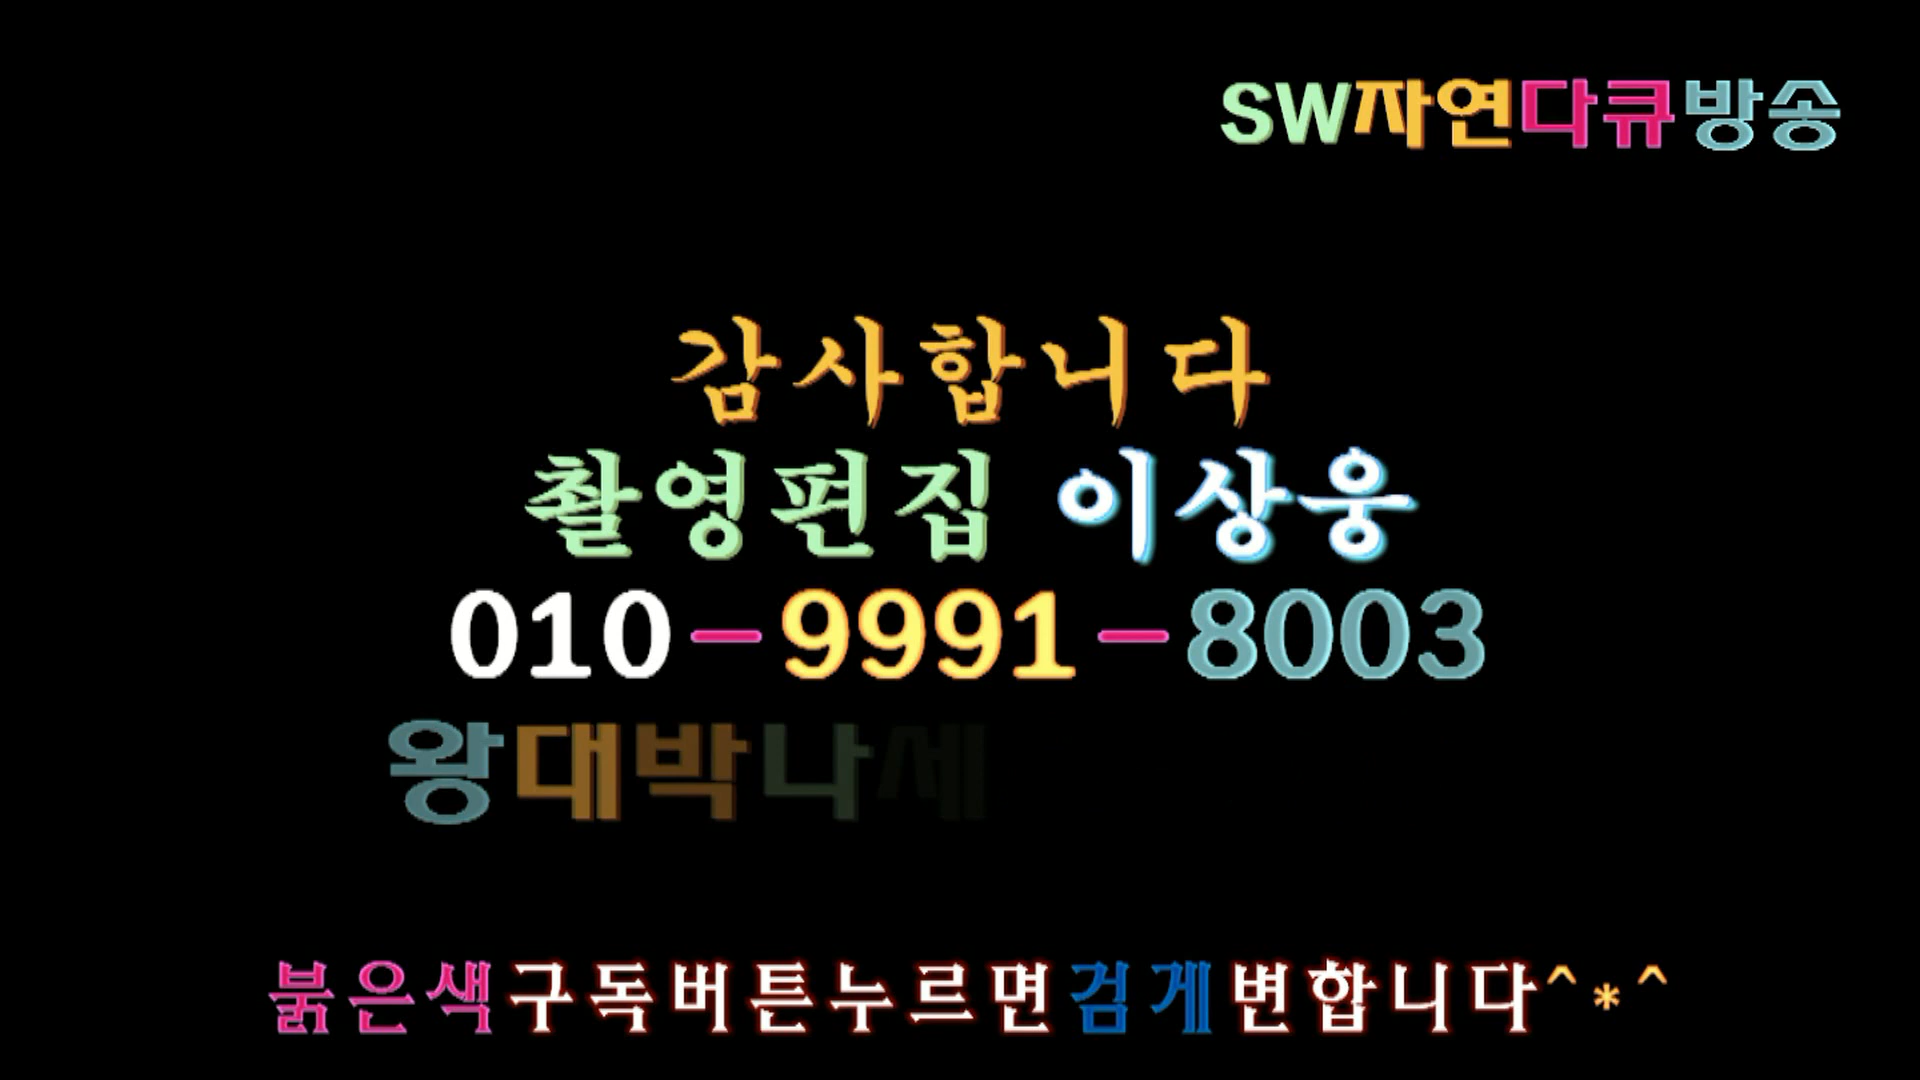 SW자연다큐방송
감사합니다
촬영편집 이상웅
010-9991-8003
왕대박나세
붉은색구독버튼누르면검게변합니다^*^